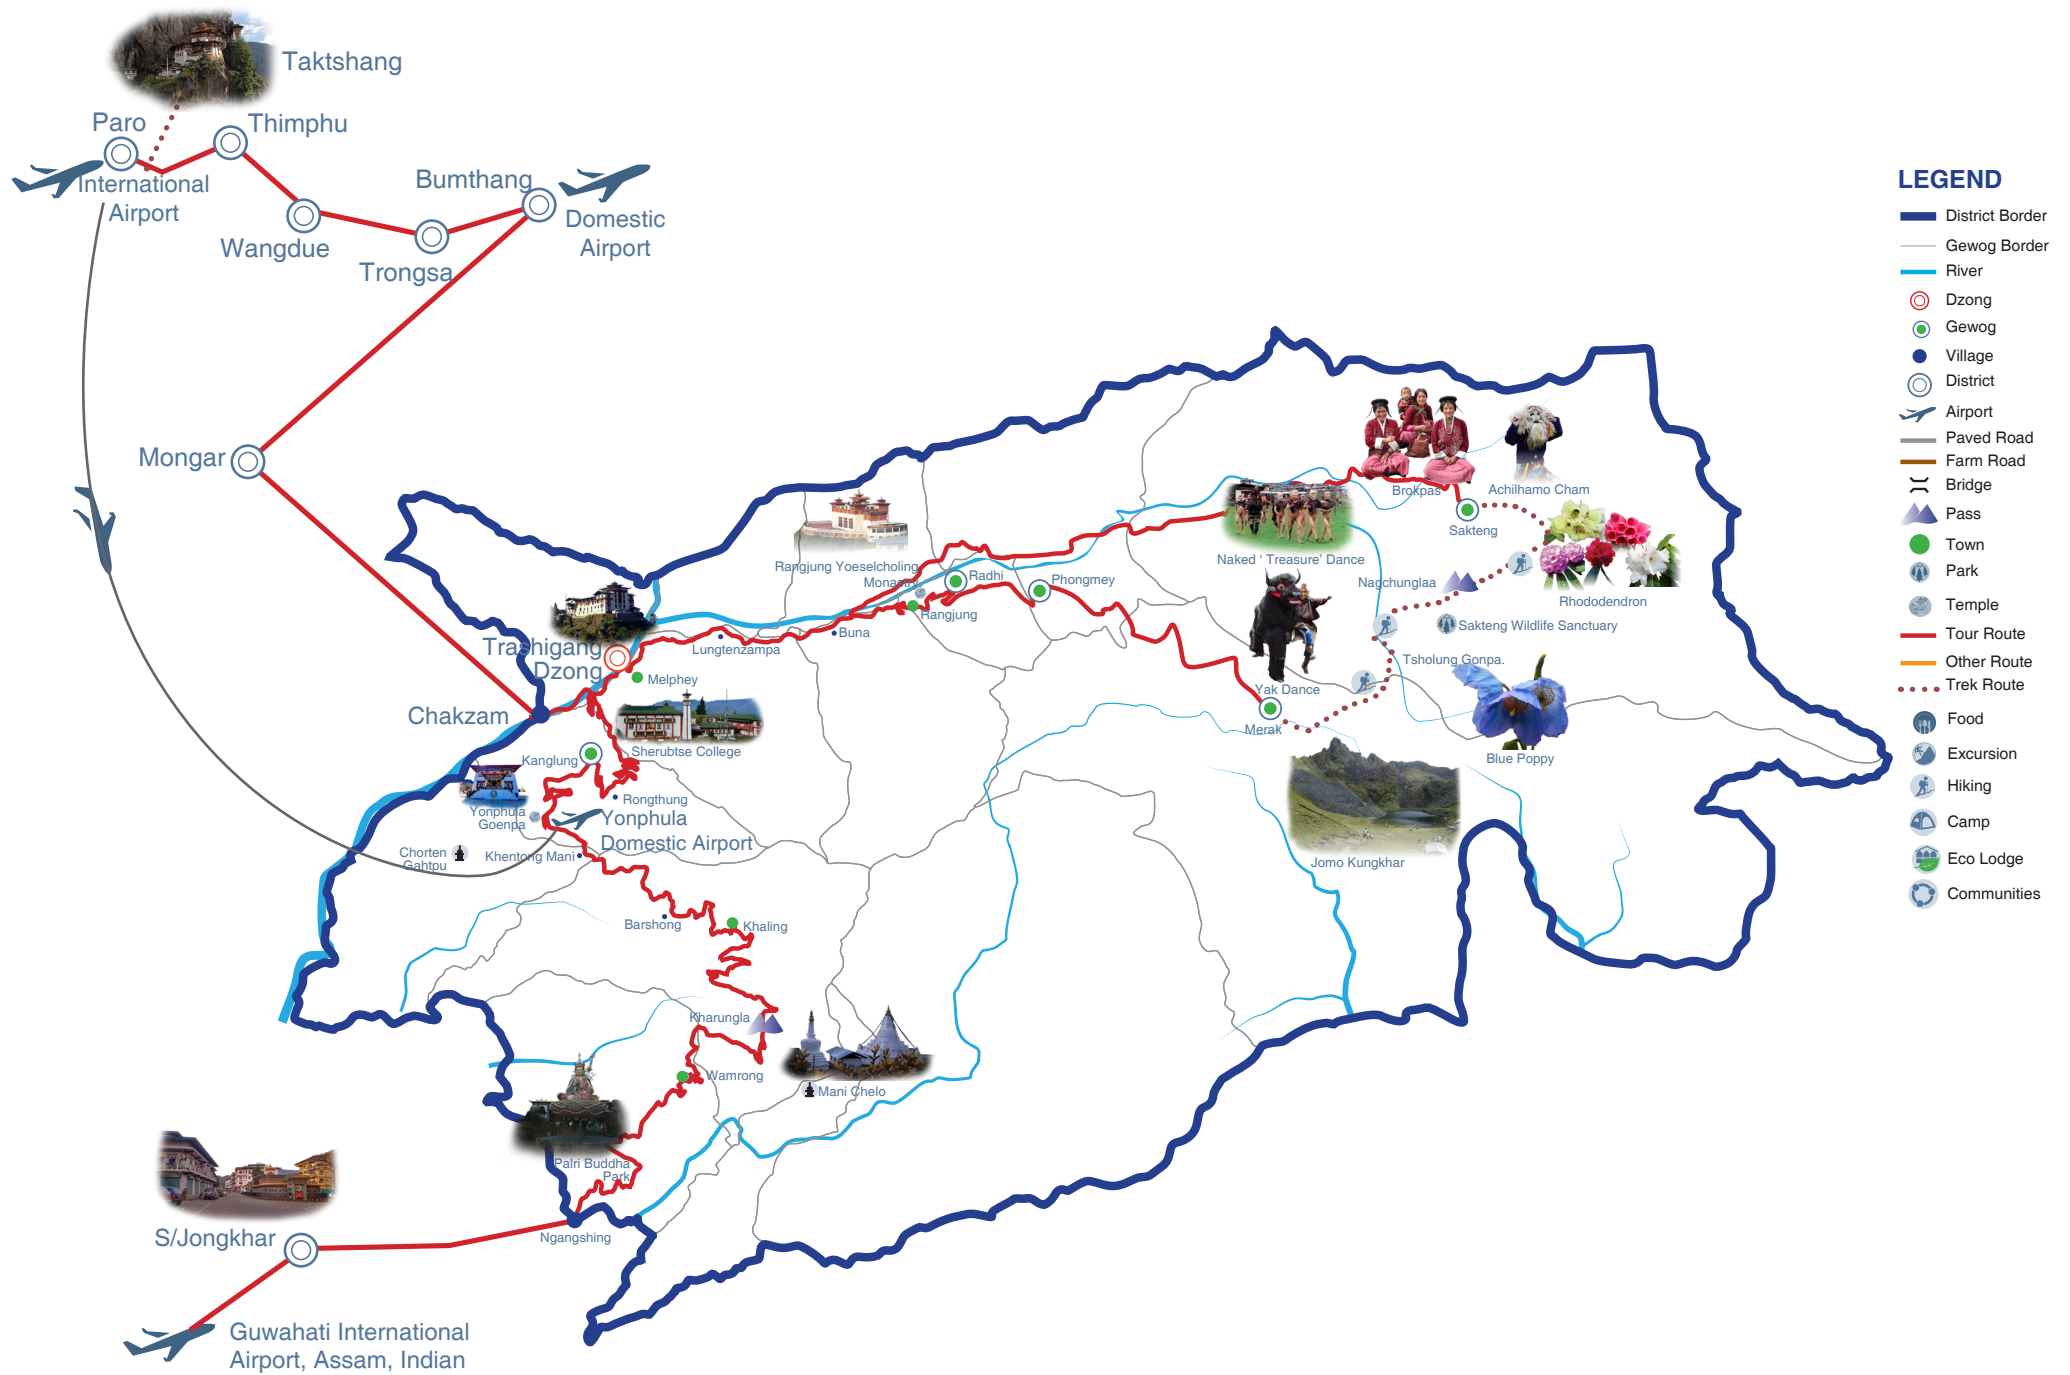 Taktshang
Paro
Thimphu
International
Airport
Bumthang
Domestic
Airport
Wangdue
Trongsa
Mongar
LEGEND
District Border
Gewog Border
River
Dzong
Gewog
Village
District
Airport
Paved Road
Farm Road
Bridge
Pass
Town
Park
Temple
Tour Route
Other Route
Trek Route
Food
Excursion
Hiking
Camp
Eco Lodge
Communities
Brokpas
Achilhamo Cham
Sakteng
Naked ' Treasure' Dance
Rangjung Yoeselcholing
Monastry
Radhi
Phongmey
Rangjung
Nagchunglaa
Rhododendron
Sakteng Wildlife Sanctuary
Buna
Lungtenzampa
Trashigang
Dzong
Melphey
Tsholung Gonpa.
Yak Dance
Merak
Chakzam
Sherubtse College
Blue Poppy
Kanglung
Rongthung
Yonphula
Goenpa
Yonphula
Domestic Airport
Chorten
Gahtpu
Khentong Mani
Jomo Kungkhar
Barshong
Khaling
Kharungla
Wamrong
Mani Chelo
Palri Buddha
Park
Ngangshing
S/Jongkhar
Guwahati International
Airport, Assam, Indian